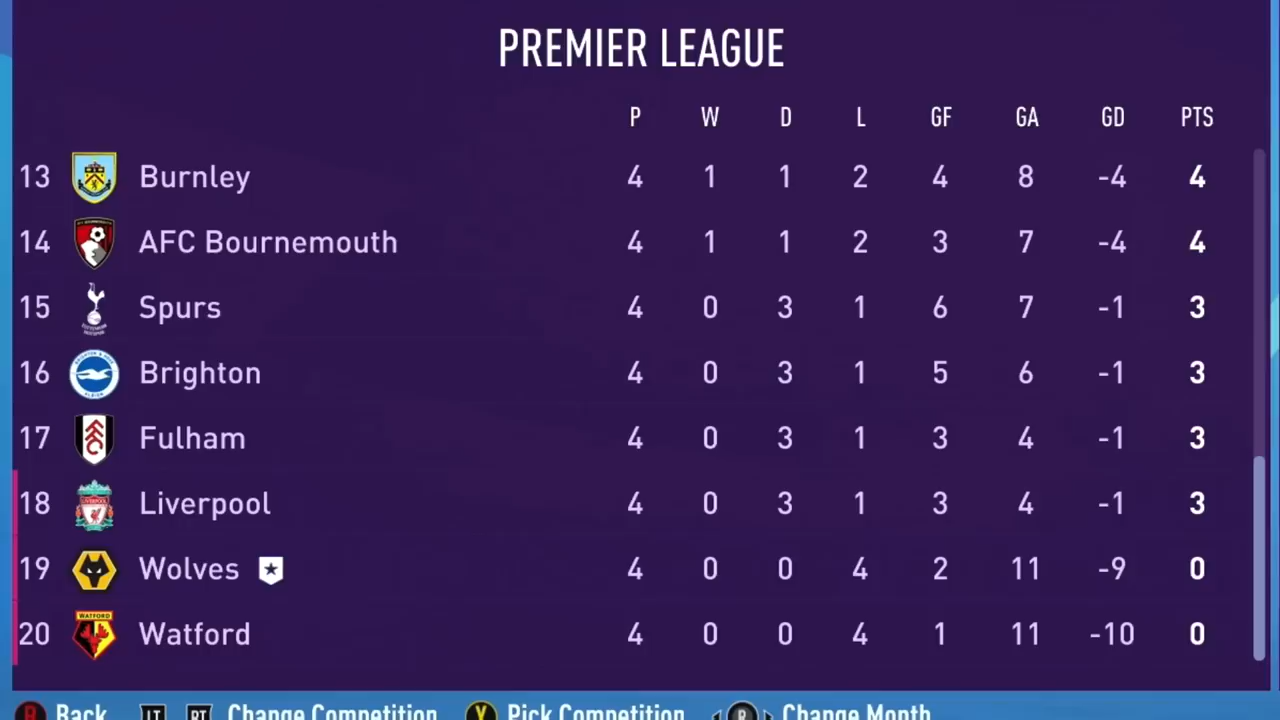 PREMIER LEAGUE
P W D L GF GA GD PTS
13 Burnley 4 1 1 2 4 8 -4 4
14 AFC Bournemouth 4 1 1 2 3 7 -4 4
15 Spurs 4 0 3 1 6 7 -1 3
16 Brighton 4 0 3 1 5 6 -1 3
17 Fulham 4 0 3 1 3 4 -1 3
18 Liverpool 4 0 3 1 3 4 -1 3
19 Wolves 4 0 0 4 2 11 -9 0
WATFORD
20 Watford 4 0 0 4 1 11 -10 0
B Back LT RT Change Competition Y Pick Competition R Change Month